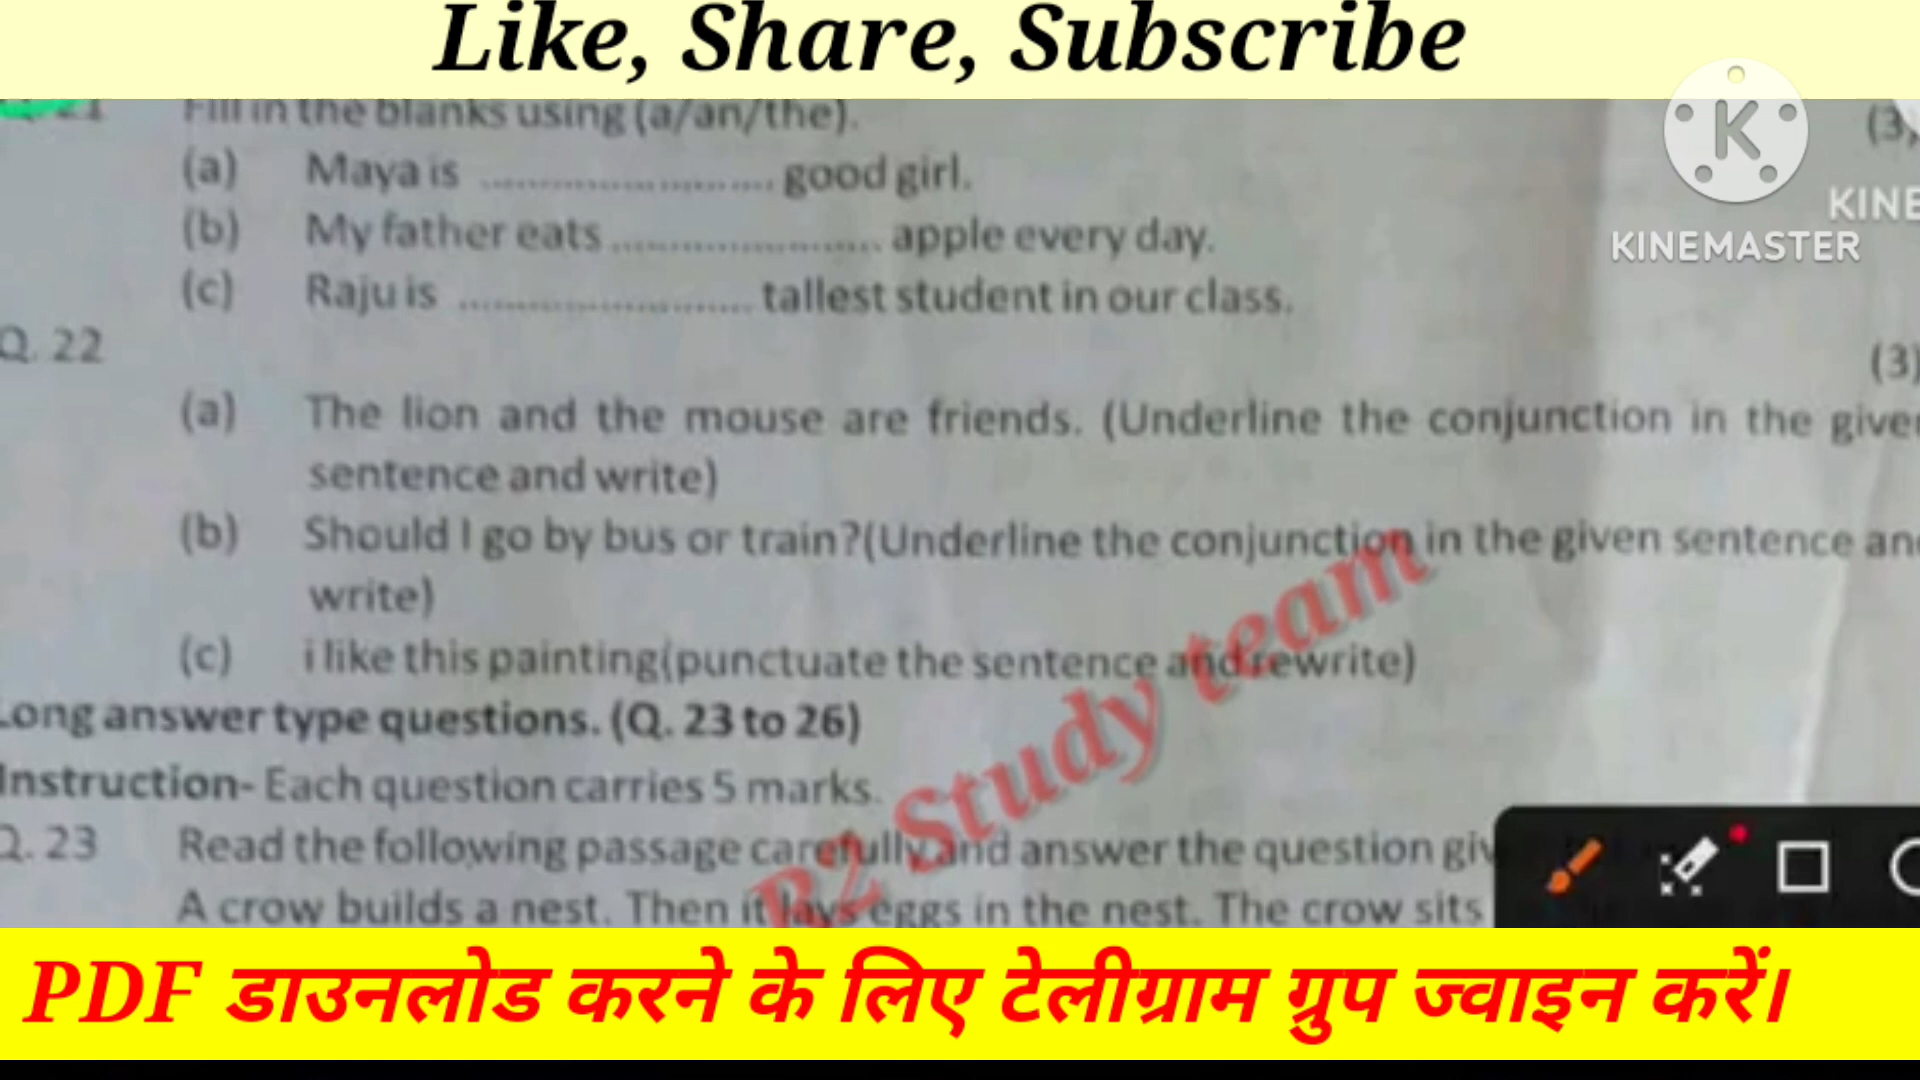 Like, Share, Subscribe
21 Fill in the blanks using (a/an/the). (3)
(a) Maya is ........................ good girl.
(b) My father eats ...................... apple every day.
(c) Raju is ........................ tallest student in our class.
Q. 22 (3)
(a) The lion and the mouse are friends. (Underline the conjunction in the given
sentence and write)
(b) Should I go by bus or train?(Underline the conjunction in the given sentence and
write)
(c) i like this painting(punctuate the sentence and rewrite)
Long answer type questions. (Q. 23 to 26)
Instruction- Each question carries 5 marks.
Q. 23 Read the following passage carefully and answer the question giv
A crow builds a nest. Then it lays eggs in the nest. The crow sits
R2 Study team
K
KINEMASTER
KINE
PDF डाउनलोड करने के लिए टेलीग्राम ग्रुप ज्वाइन करें।